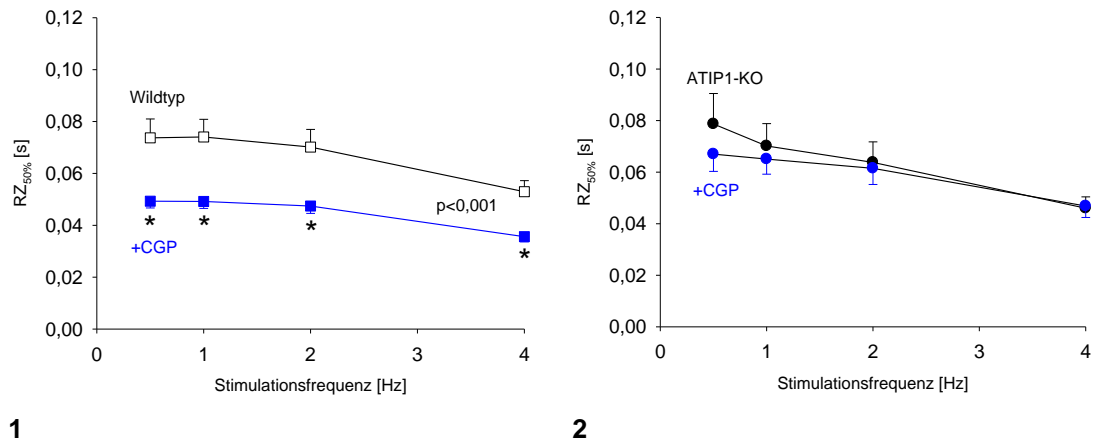 0,12
0,10
0,08
0,06
0,04
0,02
0,00
RZ50% [s]
Wildtyp
p<0,001
* * * *
+CGP
0 1 2 3 4
Stimulationsfrequenz [Hz]
1
0,12
0,10
0,08
0,06
0,04
0,02
0,00
RZ50% [s]
ATIP1-KO
+CGP
0 1 2 3 4
Stimulationsfrequenz [Hz]
2